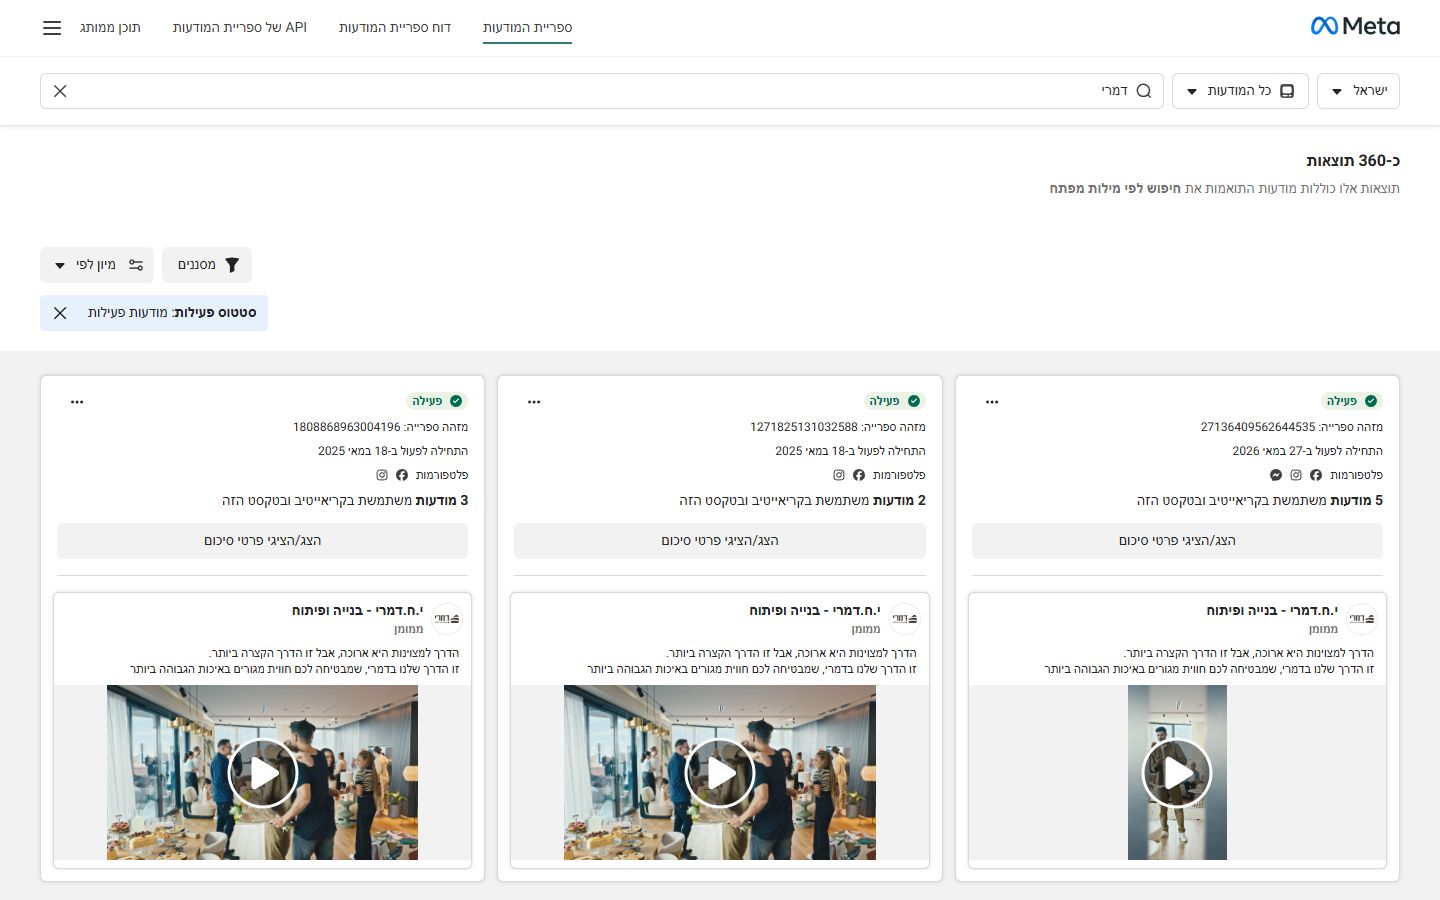 Meta
ספריית המודעות
דוח ספריית המודעות
API של ספריית המודעות
תוכן ממותג
ישראל
כל המודעות
דמרי
כ-360 תוצאות
תוצאות אלו כוללות מודעות התואמות את חיפוש לפי מילות מפתח
מסננים
מיון לפי
סטטוס פעילות: מודעות פעילות
פעילה
מזהה ספרייה: 27136409562644535
התחילה לפעול ב-27 במאי 2026
פלטפורמות
5 מודעות משתמשת בקריאייטיב ובטקסט הזה
הצג/הציגי פרטי סיכום
דמרי
י.ח.דמרי - בנייה ופיתוח
ממומן
הדרך למצוינות היא ארוכה, אבל זו הדרך הקצרה ביותר.
זו הדרך שלנו בדמרי, שמבטיחה לכם חווית מגורים באיכות הגבוהה ביותר
פעילה
מזהה ספרייה: 1271825131032588
התחילה לפעול ב-18 במאי 2025
פלטפורמות
2 מודעות משתמשת בקריאייטיב ובטקסט הזה
הצג/הציגי פרטי סיכום
דמרי
י.ח.דמרי - בנייה ופיתוח
ממומן
הדרך למצוינות היא ארוכה, אבל זו הדרך הקצרה ביותר.
זו הדרך שלנו בדמרי, שמבטיחה לכם חווית מגורים באיכות הגבוהה ביותר
פעילה
מזהה ספרייה: 1808868963004196
התחילה לפעול ב-18 במאי 2025
פלטפורמות
3 מודעות משתמשת בקריאייטיב ובטקסט הזה
הצג/הציגי פרטי סיכום
דמרי
י.ח.דמרי - בנייה ופיתוח
ממומן
הדרך למצוינות היא ארוכה, אבל זו הדרך הקצרה ביותר.
זו הדרך שלנו בדמרי, שמבטיחה לכם חווית מגורים באיכות הגבוהה ביותר